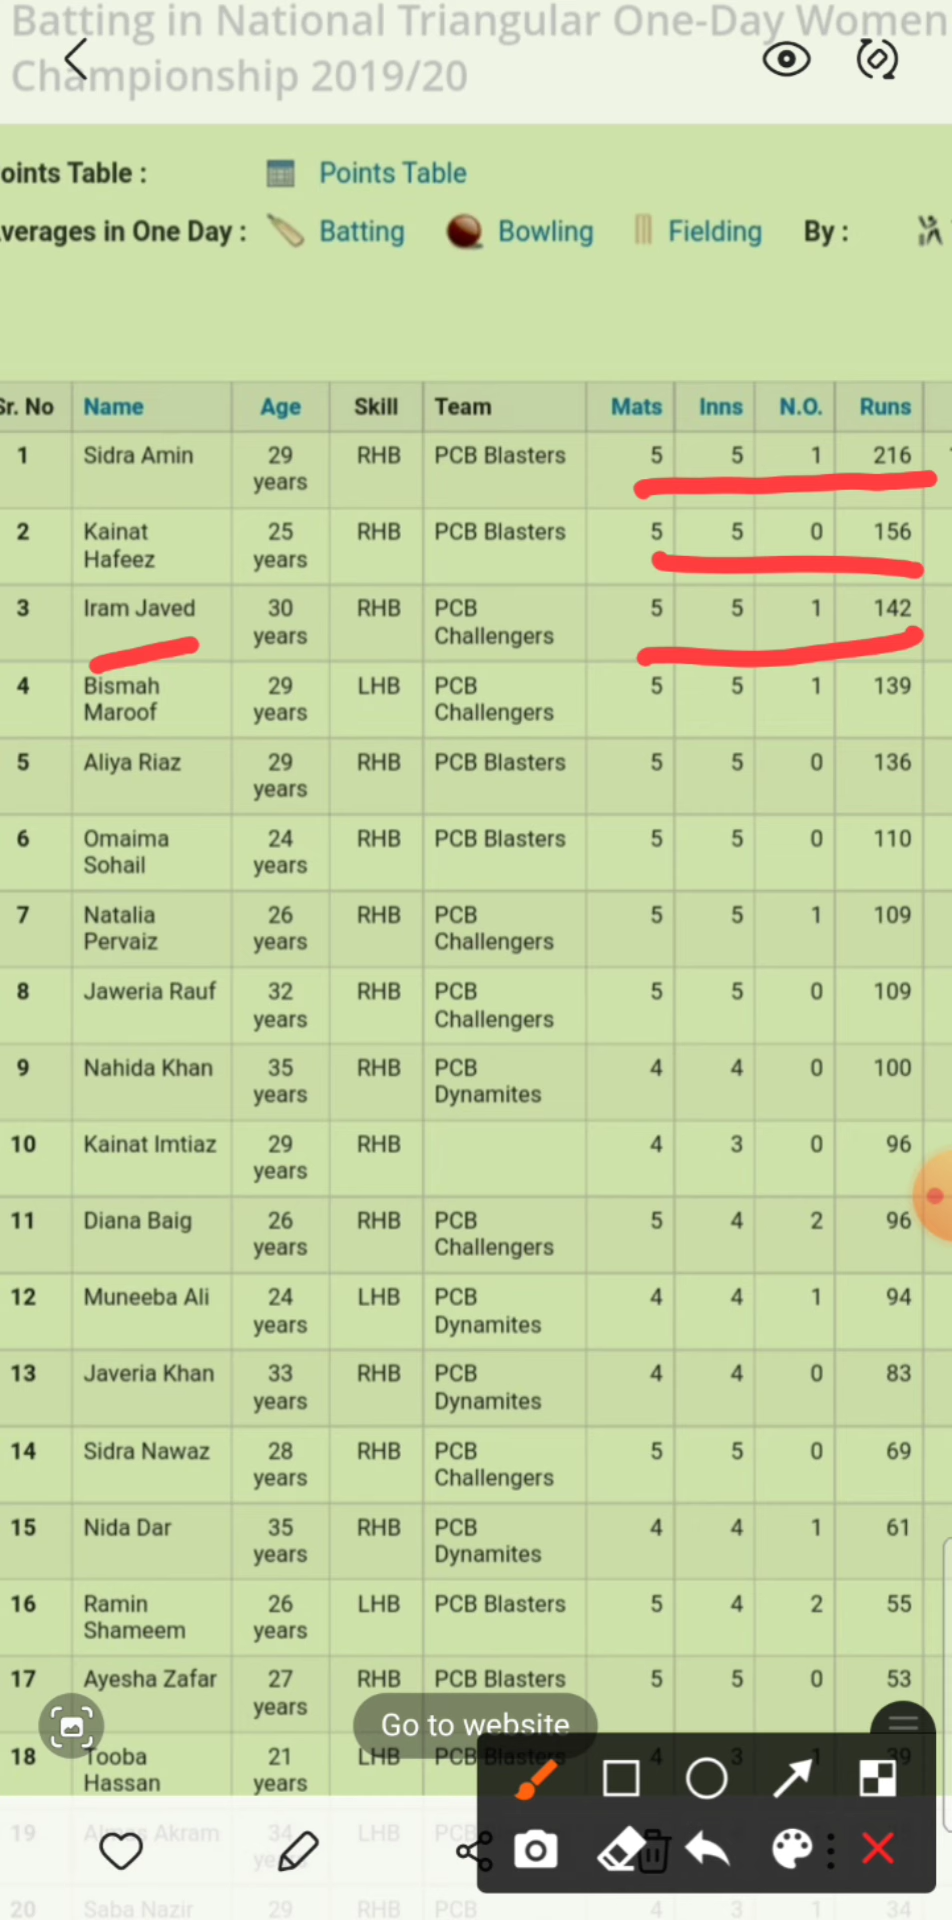 Batting in National Triangular One-Day Women
Championship 2019/20
oints Table : Points Table
verages in One Day : Batting Bowling Fielding By :
Sr. No Name Age Skill Team Mats Inns N.O. Runs
1 Sidra Amin 29 years RHB PCB Blasters 5 5 1 216
2 Kainat Hafeez 25 years RHB PCB Blasters 5 5 0 156
3 Iram Javed 30 years RHB PCB Challengers 5 5 1 142
4 Bismah Maroof 29 years LHB PCB Challengers 5 5 1 139
5 Aliya Riaz 29 years RHB PCB Blasters 5 5 0 136
6 Omaima Sohail 24 years RHB PCB Blasters 5 5 0 110
7 Natalia Pervaiz 26 years RHB PCB Challengers 5 5 1 109
8 Jaweria Rauf 32 years RHB PCB Challengers 5 5 0 109
9 Nahida Khan 35 years RHB PCB Dynamites 4 4 0 100
10 Kainat Imtiaz 29 years RHB 4 3 0 96
11 Diana Baig 26 years RHB PCB Challengers 5 4 2 96
12 Muneeba Ali 24 years LHB PCB Dynamites 4 4 1 94
13 Javeria Khan 33 years RHB PCB Dynamites 4 4 0 83
14 Sidra Nawaz 28 years RHB PCB Challengers 5 5 0 69
15 Nida Dar 35 years RHB PCB Dynamites 4 4 1 61
16 Ramin Shameem 26 years LHB PCB Blasters 5 4 2 55
17 Ayesha Zafar 27 years RHB PCB Blasters 5 5 0 53
Go to website
18 Tooba Hassan 21 years LHB PCB Blasters 4 3 1 39
19 Akram 34 LHB PCB
20 Saba Nazir 29 RHB PCB 4 3 1 34